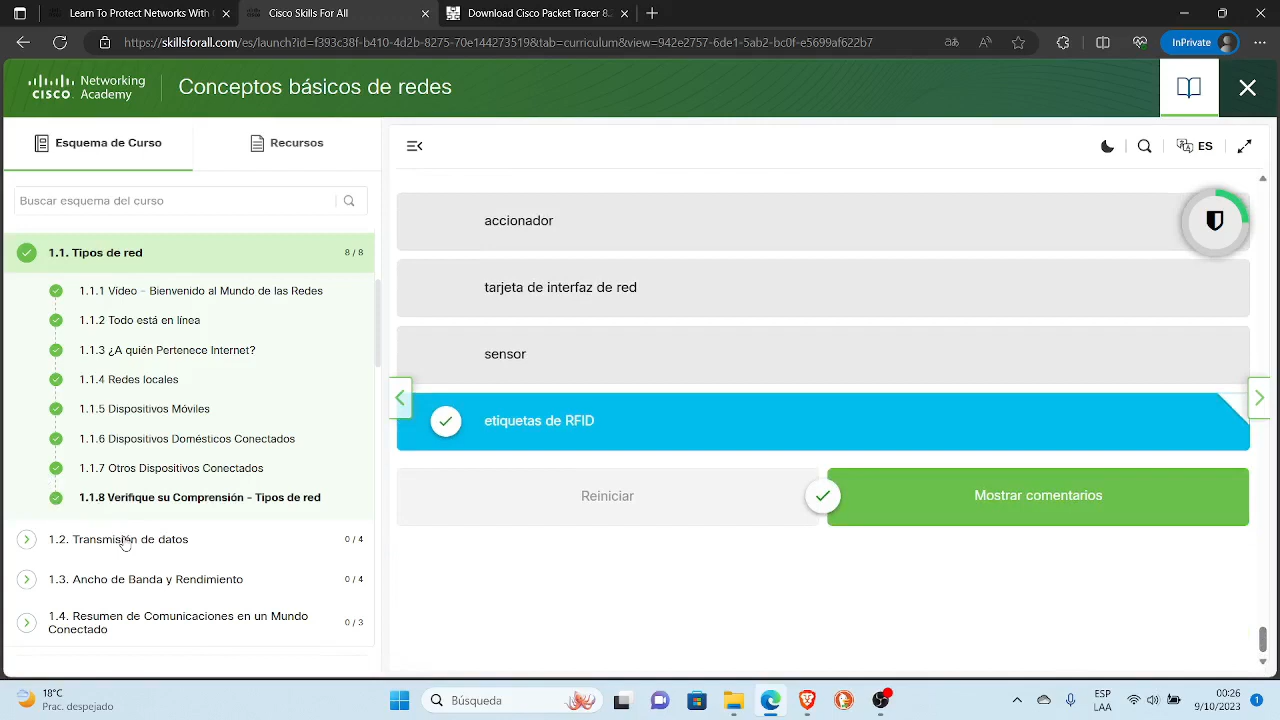 Learn To Protect Networks With
Cisco Skills For All
Download Cisco Packet Tracer 8.
https://skillsforall.com/es/launch?id=f393c38f-b410-4d2b-8275-70f1445c1098&tab=curriculum&view=942e2757-6de1-5ab2-bc0f-e5699af622b7
InPrivate
Networking
CISCO Academy
Conceptos básicos de redes
Esquema de Curso
Recursos
ES
Buscar esquema del curso
1.1. Tipos de red
8 / 8
1.1.1 Video - Bienvenido al Mundo de las Redes
1.1.2 Todo está en línea
1.1.3 ¿A quién Pertenece Internet?
1.1.4 Redes locales
1.1.5 Dispositivos Móviles
1.1.6 Dispositivos Domésticos Conectados
1.1.7 Otros Dispositivos Conectados
1.1.8 Verifique su Comprensión - Tipos de red
1.2. Transmisión de datos
0 / 4
1.3. Ancho de Banda y Rendimiento
0 / 4
1.4. Resumen de Comunicaciones en un Mundo
Conectado
0 / 3
accionador
tarjeta de interfaz de red
sensor
etiquetas de RFID
Reiniciar
Mostrar comentarios
18°C
Prac. despejado
Búsqueda
ESP
LAA
00:26
9/10/2023
1